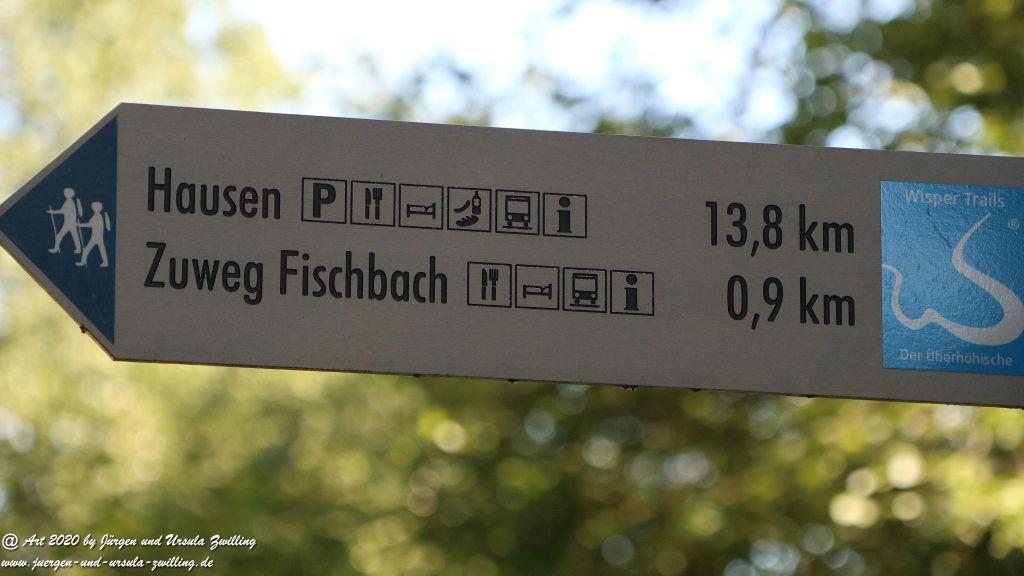 Hausen P i 13,8 km
Zuweg Fischbach i 0,9 km
Wisper Trails
®
Der Überhöhische
@ Art 2020 by Jürgen und Ursula Zwilling
www.juergen-und-ursula-zwilling.de